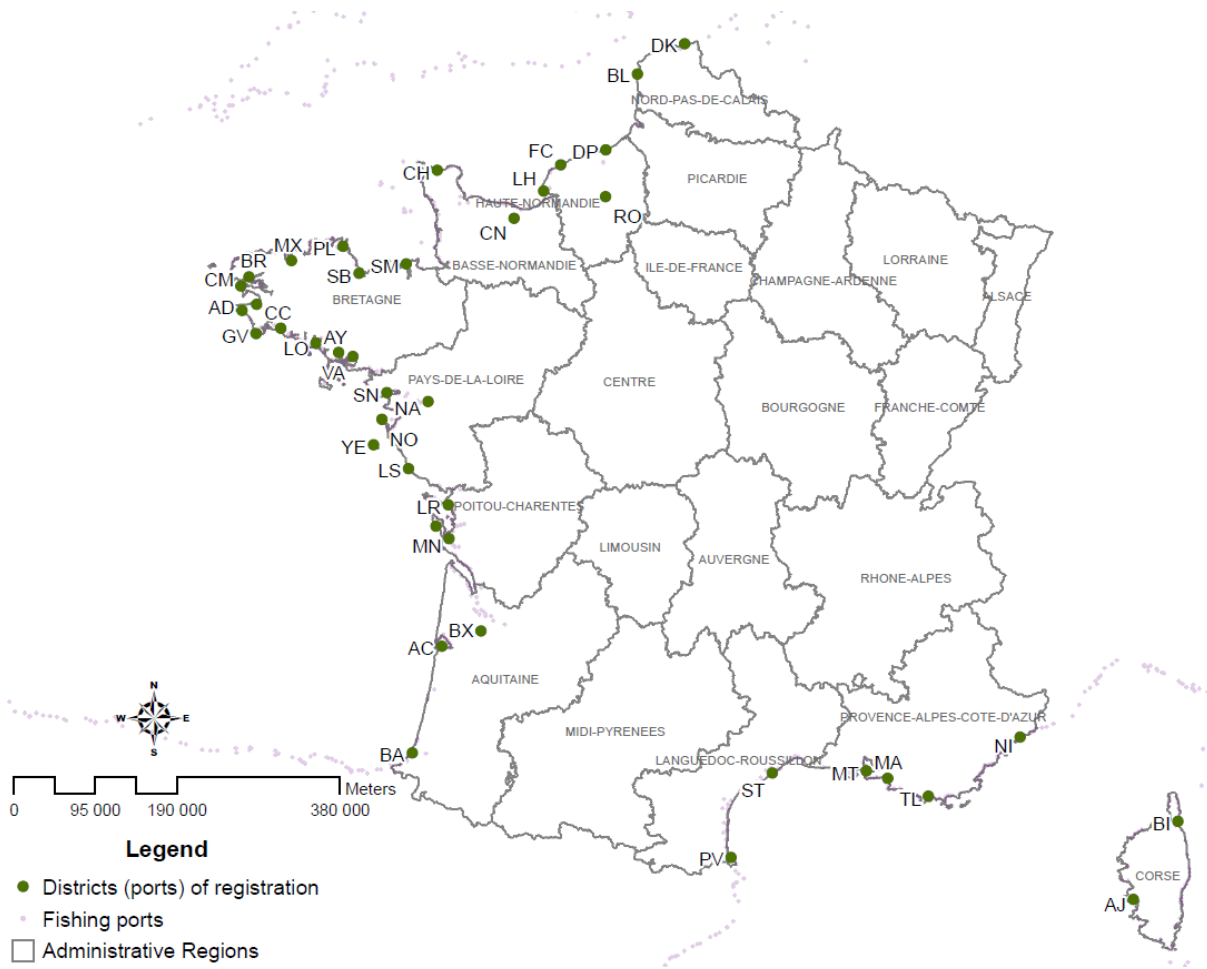 DK
BL
NORD-PAS-DE-CALAIS
FC
DP
CH
LH
PICARDIE
HAUTE-NORMANDIE
RO
CN
MX
PL
BR
SB
SM
BASSE-NORMANDIE
ILE-DE-FRANCE
CHAMPAGNE-ARDENNE
LORRAINE
ALSACE
CM
BRETAGNE
AD
CC
GV
LO
AY
VA
PAYS-DE-LA-LOIRE
CENTRE
BOURGOGNE
FRANCHE-COMTE
SN
NA
NO
YE
LS
LR
POITOU-CHARENTES
MN
LIMOUSIN
AUVERGNE
RHONE-ALPES
BX
AC
AQUITAINE
MIDI-PYRENEES
PROVENCE-ALPES-COTE-D'AZUR
NI
LANGUEDOC-ROUSSILLON
BA
ST
MT
MA
TL
PV
BI
CORSE
AJ
N
W E
S
Meters
0 95 000 190 000 380 000
Legend
Districts (ports) of registration
Fishing ports
Administrative Regions